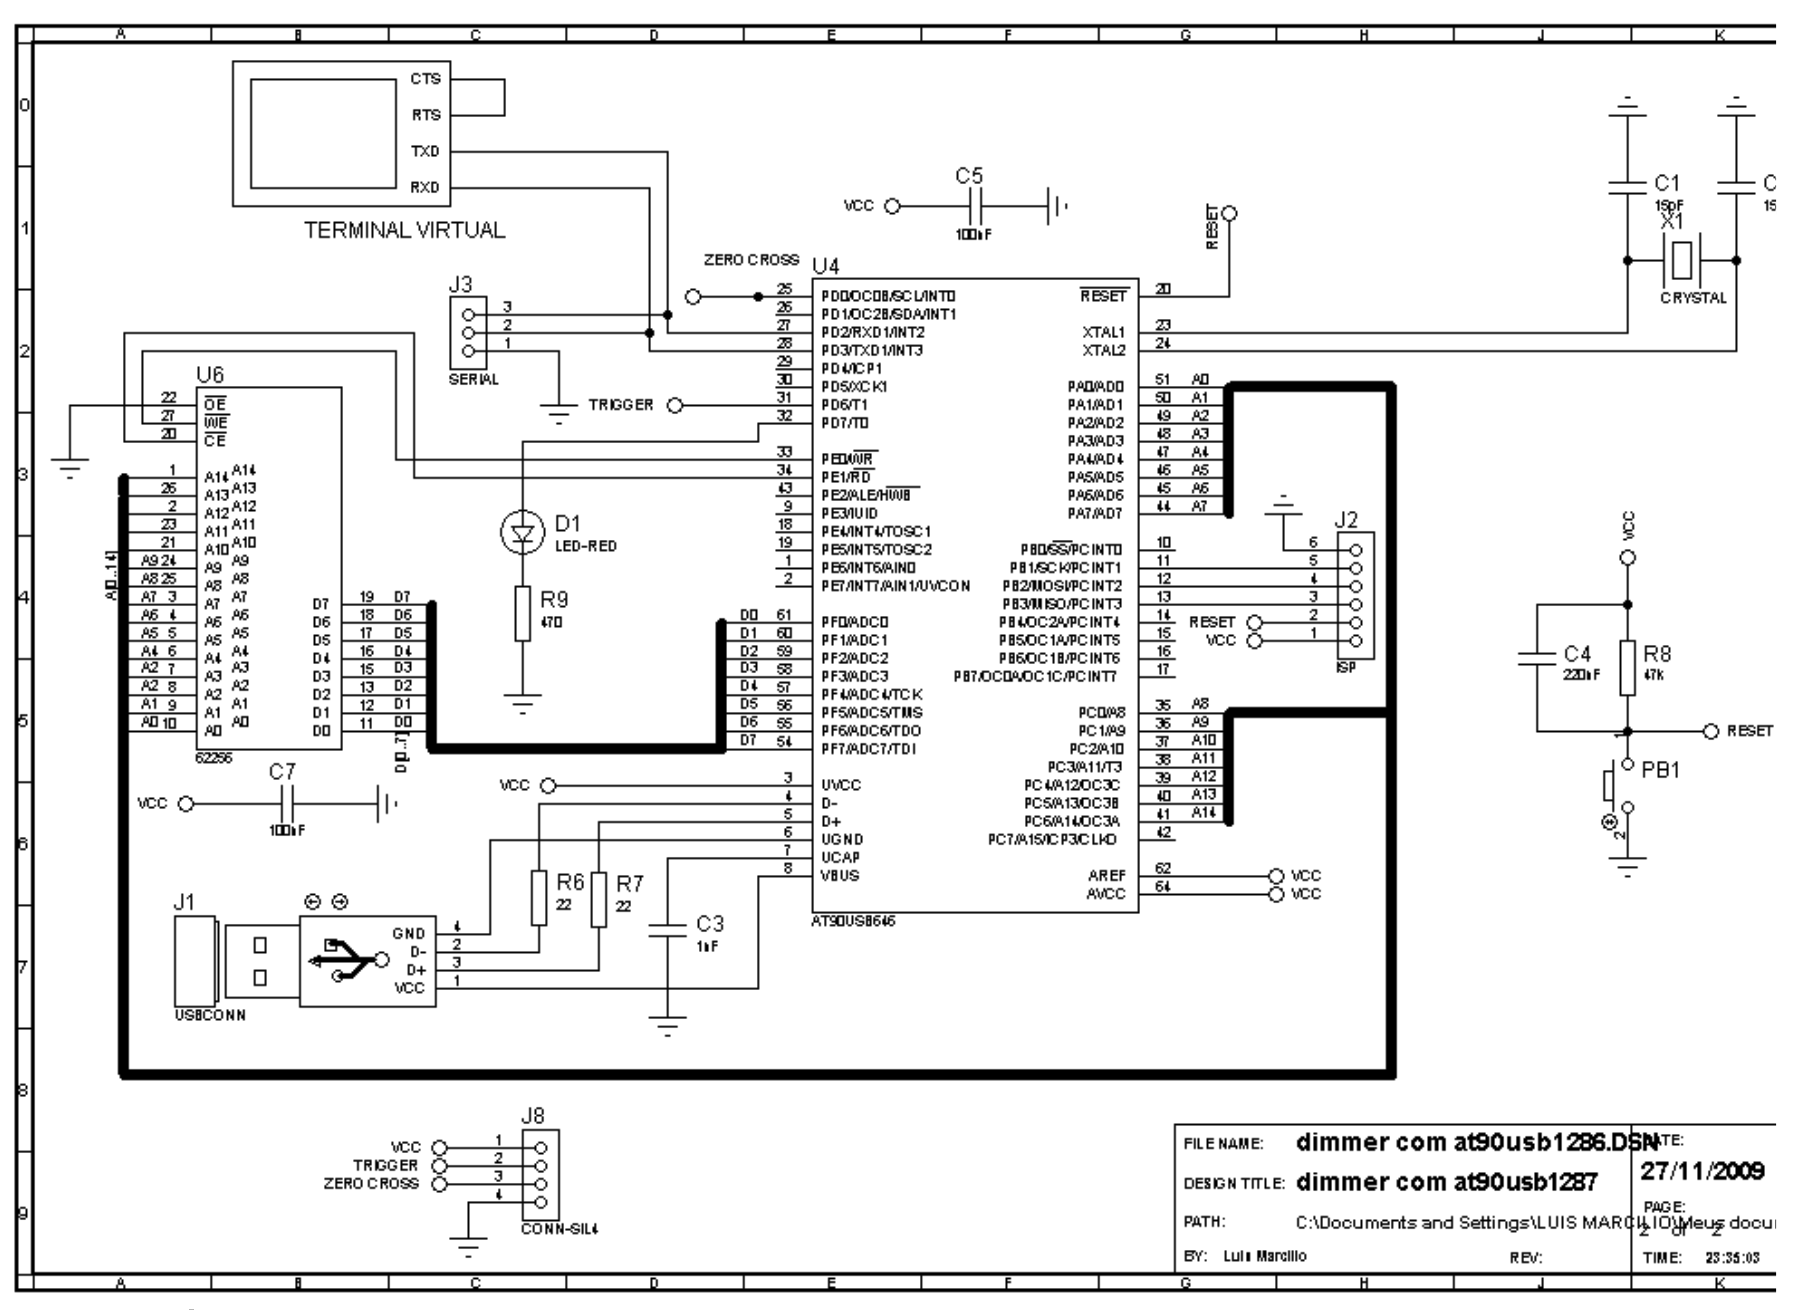 A B C D E F G H J K
0
1
2
3
4
5
6
7
8
9
CTS
RTS
TXD
RXD
TERMINAL VIRTUAL
VCC
C5
100nF
RESET
C1
15pF
X1
CRYSTAL
C
15
ZERO CROSS
J3
3
2
1
SERIAL
TRIGGER
U4
25 PD0/OC0B/SCL/INT0
26 PD1/OC2B/SDA/INT1
27 PD2/RXD1/INT2
28 PD3/TXD1/INT3
29 PD4/ICP1
30 PD5/XCK1
31 PD6/T1
32 PD7/T0
33 PE0/WR
34 PE1/RD
43 PE2/ALE/HWB
9 PE3/IUID
18 PE4/INT4/TOSC1
19 PE5/INT5/TOSC2
1 PE6/INT6/AIN0
2 PE7/INT7/AIN1/UVCON
D0 61 PF0/ADC0
D1 60 PF1/ADC1
D2 59 PF2/ADC2
D3 58 PF3/ADC3
D4 57 PF4/ADC4/TCK
D5 56 PF5/ADC5/TMS
D6 55 PF6/ADC6/TDO
D7 54 PF7/ADC7/TDI
VCC 3 UVCC
4 D-
5 D+
6 UGND
7 UCAP
8 VBUS
AT90USB646
RESET 20
XTAL1 23
XTAL2 24
PA0/AD0 51 A0
PA1/AD1 50 A1
PA2/AD2 49 A2
PA3/AD3 48 A3
PA4/AD4 47 A4
PA5/AD5 46 A5
PA6/AD6 45 A6
PA7/AD7 44 A7
PB0/SS/PCINT0 10
PB1/SCK/PCINT1 11
PB2/MOSI/PCINT2 12
PB3/MISO/PCINT3 13
PB4/OC2A/PCINT4 14
PB5/OC1A/PCINT5 15
PB6/OC1B/PCINT6 16
PB7/OC0A/OC1C/PCINT7 17
PC0/A8 35 A8
PC1/A9 36 A9
PC2/A10 37 A10
PC3/A11/T3 38 A11
PC4/A12/OC3C 39 A12
PC5/A13/OC3B 40 A13
PC6/A14/OC3A 41 A14
PC7/A15/ICP3/CLKO 42
AREF 62 VCC
AVCC 64 VCC
J2
6
5
4
3
RESET 2
VCC 1
ISP
VCC
C4
220nF
R8
47k
RESET
1
PB1
2
U6
22 OE
27 WE
20 CE
1 A14 A14
26 A13 A13
2 A12 A12
23 A11 A11
21 A10 A10
A9 24 A9 A9
A8 25 A8 A8
A7 3 A7 A7
A6 4 A6 A6
A5 5 A5 A5
A4 6 A4 A4
A2 7 A3 A3
A2 8 A2 A2
A1 9 A1 A1
A0 10 A0 A0
A[0..14]
D7 19 D7
D6 18 D6
D5 17 D5
D4 16 D4
D3 15 D3
D2 13 D2
D1 12 D1
D0 11 D0
D[0..7]
62256
D1
LED-RED
R9
470
VCC
C7
100nF
J1
GND 4
D- 2
D+ 3
VCC 1
USBCONN
R6
22
R7
22
C3
1uF
J8
VCC 1
TRIGGER 2
ZERO CROSS 3
4
CONN-SIL4
FILE NAME: dimmer com at90usb1286.DSN
DATE:
27/11/2009
DESIGN TITLE: dimmer com at90usb1287
PAGE:
2 of 2
PATH: C:\Documents and Settings\LUIS MARCILIO\Meus docu
BY: Luis Marcilio REV: TIME: 23:35:03
A B C D E F G H J K